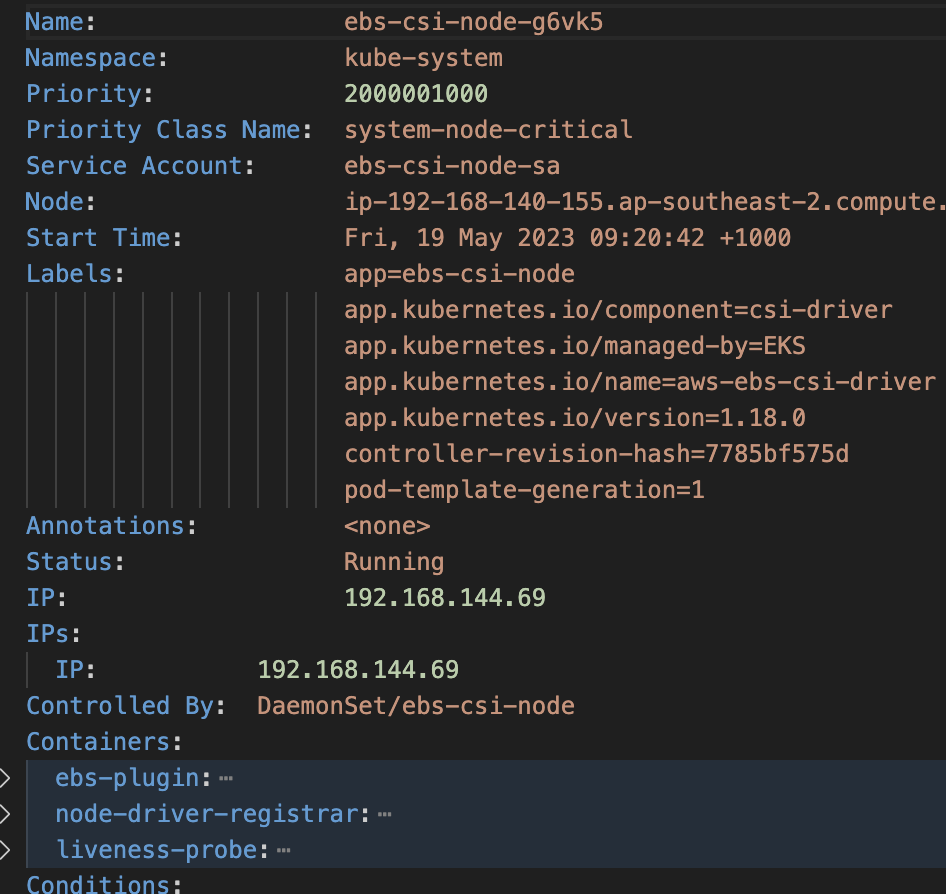 Name: ebs-csi-node-g6vk5
Namespace: kube-system
Priority: 2000001000
Priority Class Name: system-node-critical
Service Account: ebs-csi-node-sa
Node: ip-192-168-140-155.ap-southeast-2.compute.
Start Time: Fri, 19 May 2023 09:20:42 +1000
Labels: app=ebs-csi-node
app.kubernetes.io/component=csi-driver
app.kubernetes.io/managed-by=EKS
app.kubernetes.io/name=aws-ebs-csi-driver
app.kubernetes.io/version=1.18.0
controller-revision-hash=7785bf575d
pod-template-generation=1
Annotations: <none>
Status: Running
IP: 192.168.144.69
IPs:
IP: 192.168.144.69
Controlled By: DaemonSet/ebs-csi-node
Containers:
ebs-plugin: ⋯
node-driver-registrar: ⋯
liveness-probe: ⋯
Conditions: